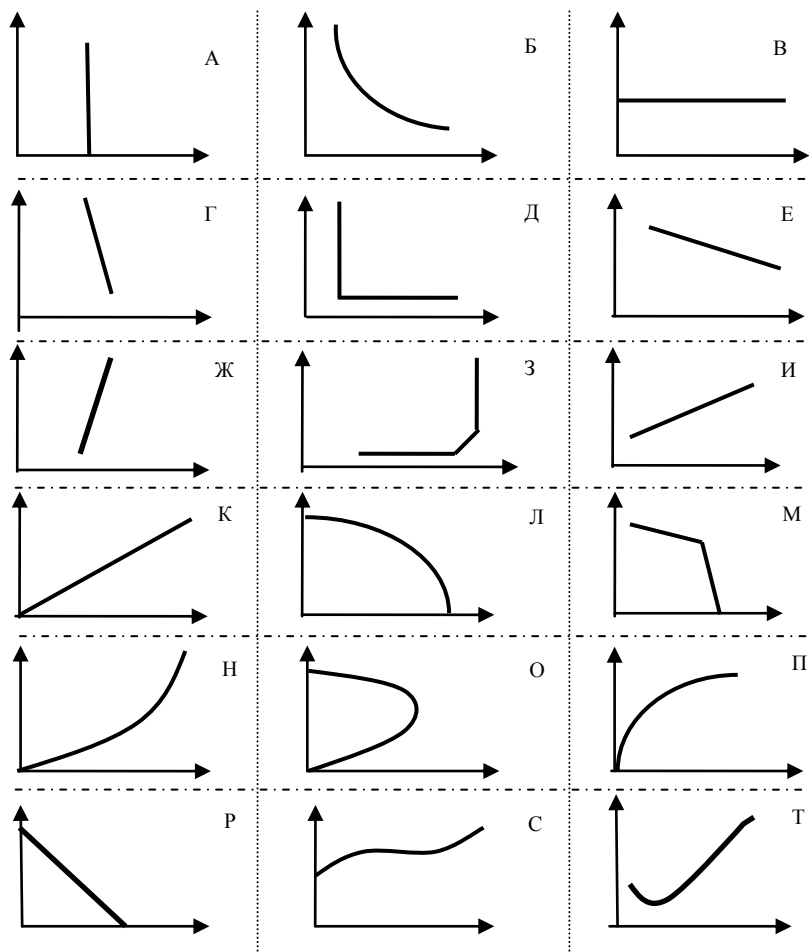 А Б В
Г Д Е
Ж З И
К Л М
Н О П
Р С Т